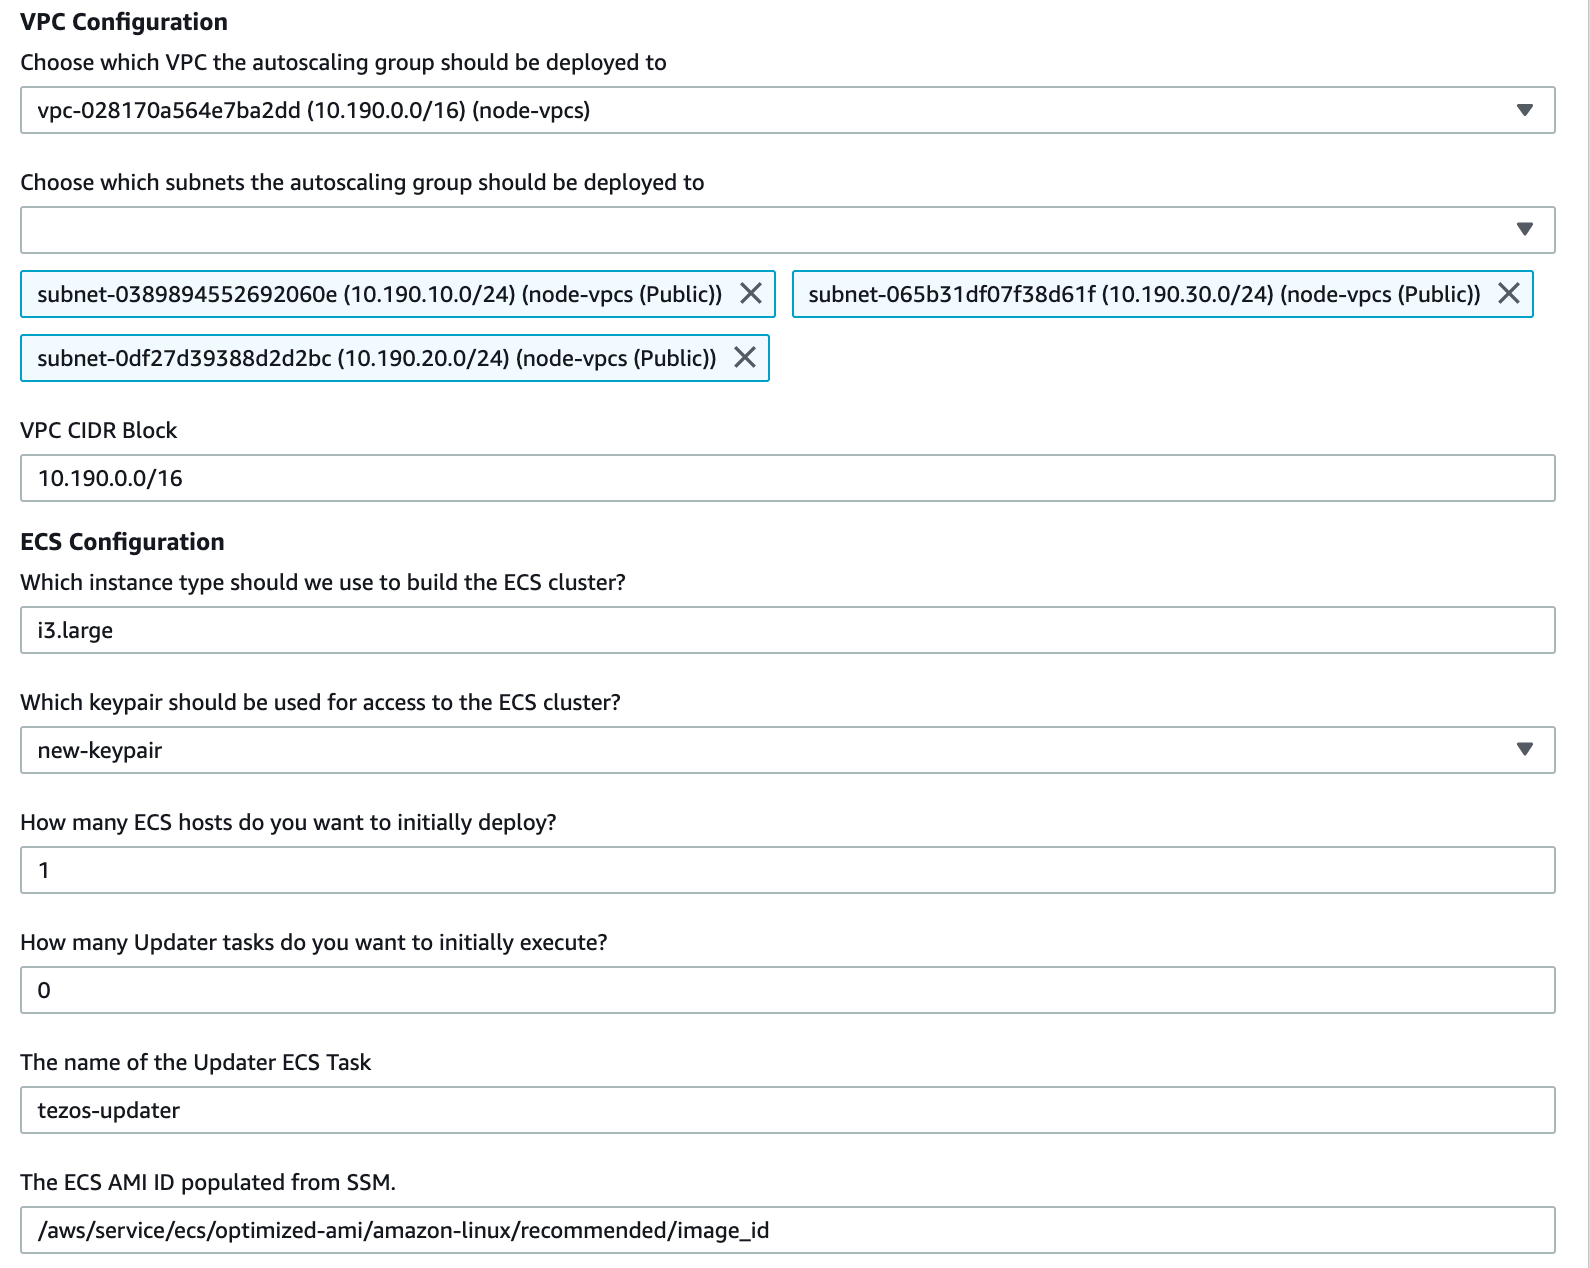 VPC Configuration
Choose which VPC the autoscaling group should be deployed to
vpc-028170a564e7ba2dd (10.190.0.0/16) (node-vpcs)
Choose which subnets the autoscaling group should be deployed to
subnet-0389894552692060e (10.190.10.0/24) (node-vpcs (Public)) subnet-065b31df07f38d61f (10.190.30.0/24) (node-vpcs (Public))
subnet-0df27d39388d2d2bc (10.190.20.0/24) (node-vpcs (Public))
VPC CIDR Block
10.190.0.0/16
ECS Configuration
Which instance type should we use to build the ECS cluster?
i3.large
Which keypair should be used for access to the ECS cluster?
new-keypair
How many ECS hosts do you want to initially deploy?
1
How many Updater tasks do you want to initially execute?
0
The name of the Updater ECS Task
tezos-updater
The ECS AMI ID populated from SSM.
/aws/service/ecs/optimized-ami/amazon-linux/recommended/image_id